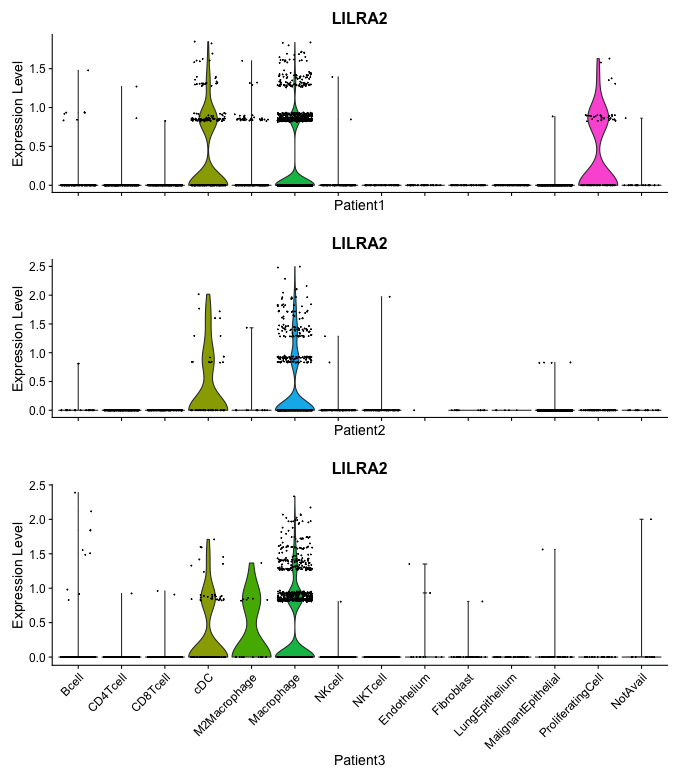 LILRA2
Expression Level
1.5
1.0
0.5
0.0
Patient1
LILRA2
Expression Level
2.5
2.0
1.5
1.0
0.5
0.0
Patient2
LILRA2
Expression Level
2.5
2.0
1.5
1.0
0.5
0.0
Bcell
CD4Tcell
CD8Tcell
cDC
M2Macrophage
Macrophage
NKcell
NKTcell
Endothelium
Fibroblast
LungEpithelium
MalignantEpithelial
ProliferatingCell
NotAvail
Patient3